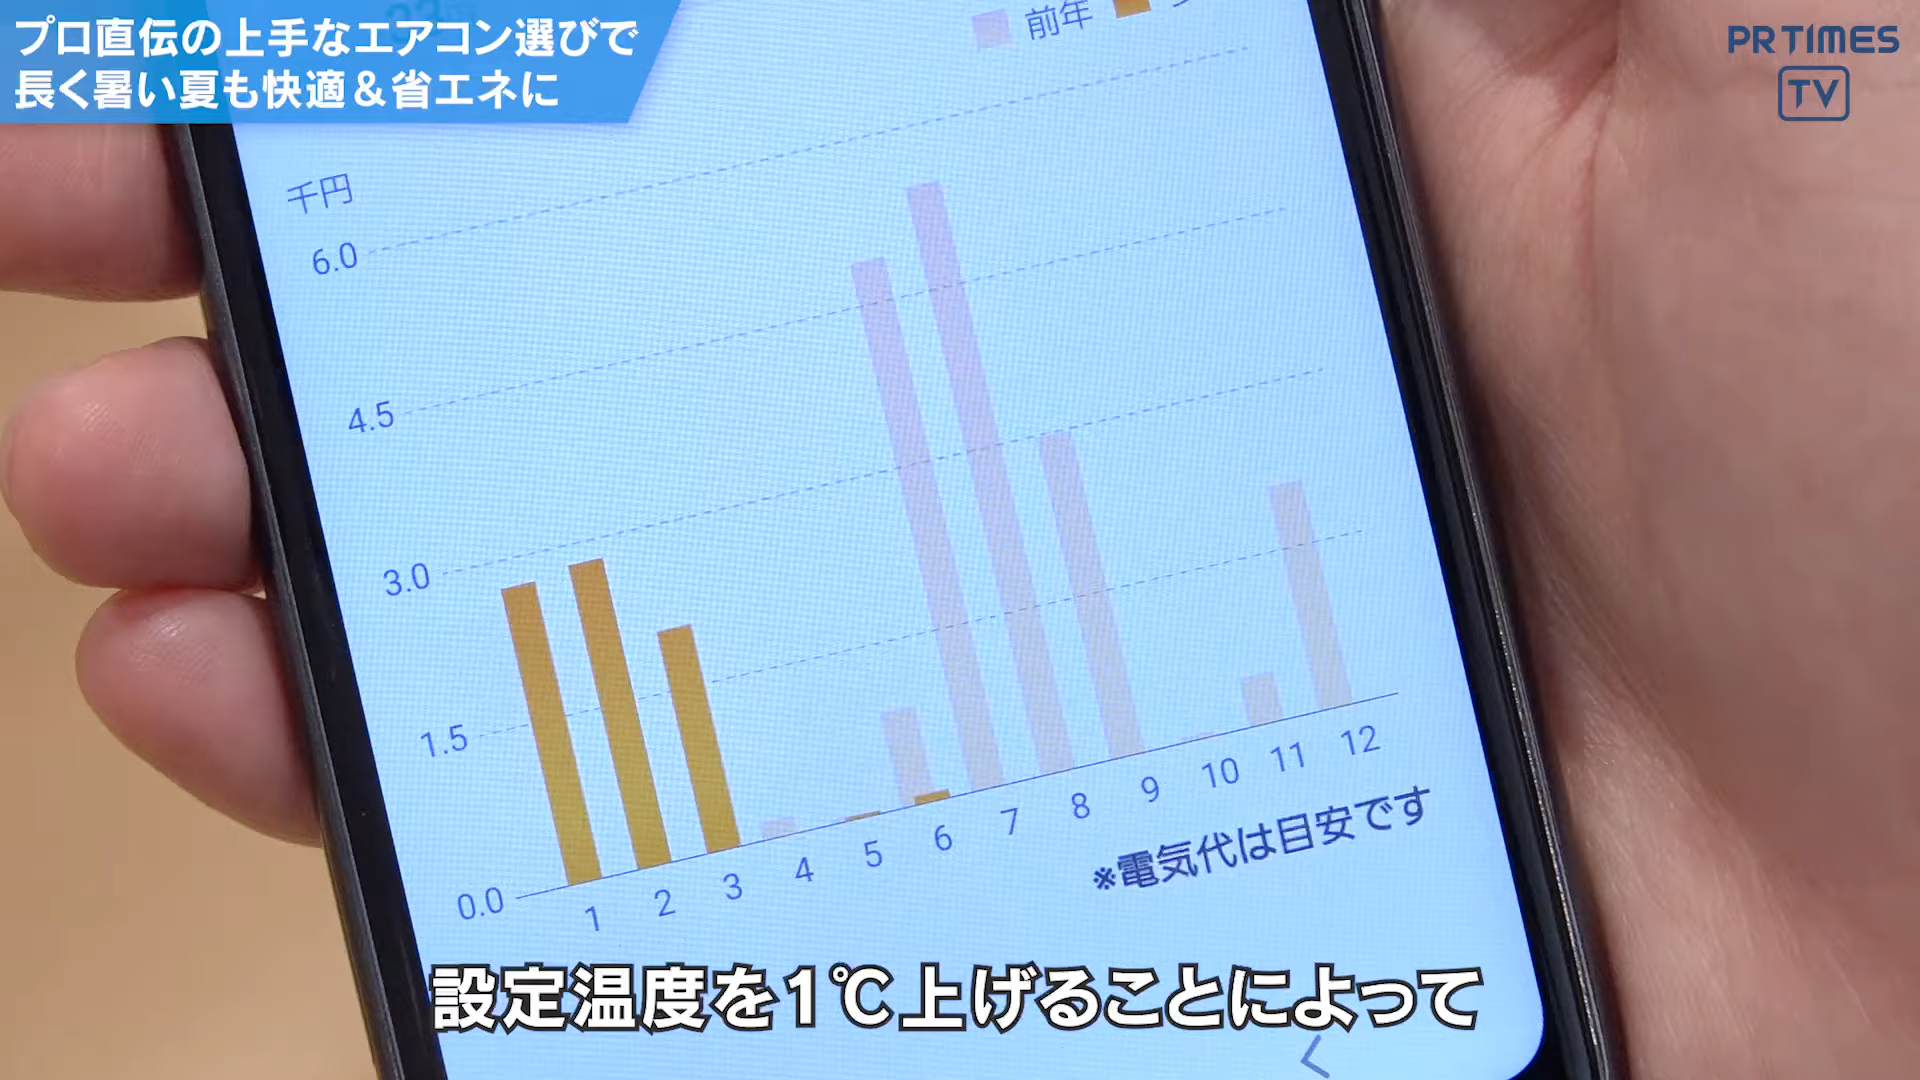 プロ直伝の上手なエアコン選びで
長く暑い夏も快適&省エネに
PR TIMES
TV
前年
千円
6.0
4.5
3.0
1.5
0.0
1 2 3 4 5 6 7 8 9 10 11 12
※電気代は目安です
設定温度を1℃上げることによって